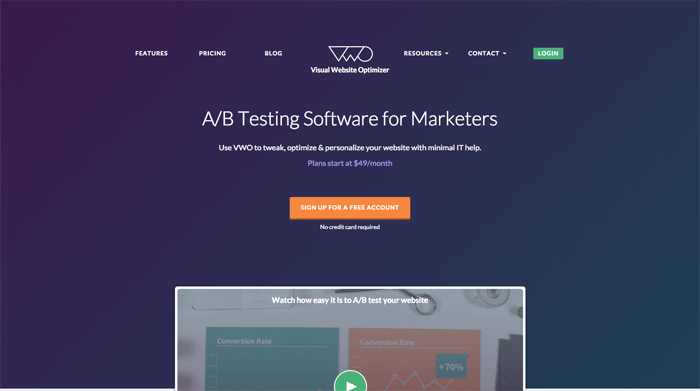 FEATURES
PRICING
BLOG
VWO
Visual Website Optimizer
RESOURCES
CONTACT
LOGIN
A/B Testing Software for Marketers
Use VWO to tweak, optimize & personalize your website with minimal IT help.
Plans start at $49/month
SIGN UP FOR A FREE ACCOUNT
No credit card required
Watch how easy it is to A/B test your website
Conversion Rate
Conversion Rate
+70%